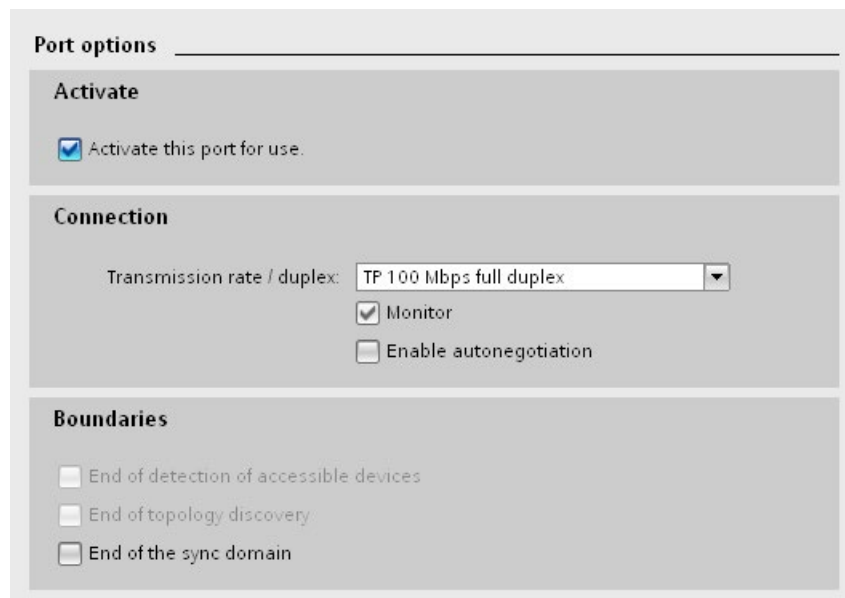 Port options
Activate
Activate this port for use.
Connection
Transmission rate / duplex: TP 100 Mbps full duplex
Monitor
Enable autonegotiation
Boundaries
End of detection of accessible devices
End of topology discovery
End of the sync domain